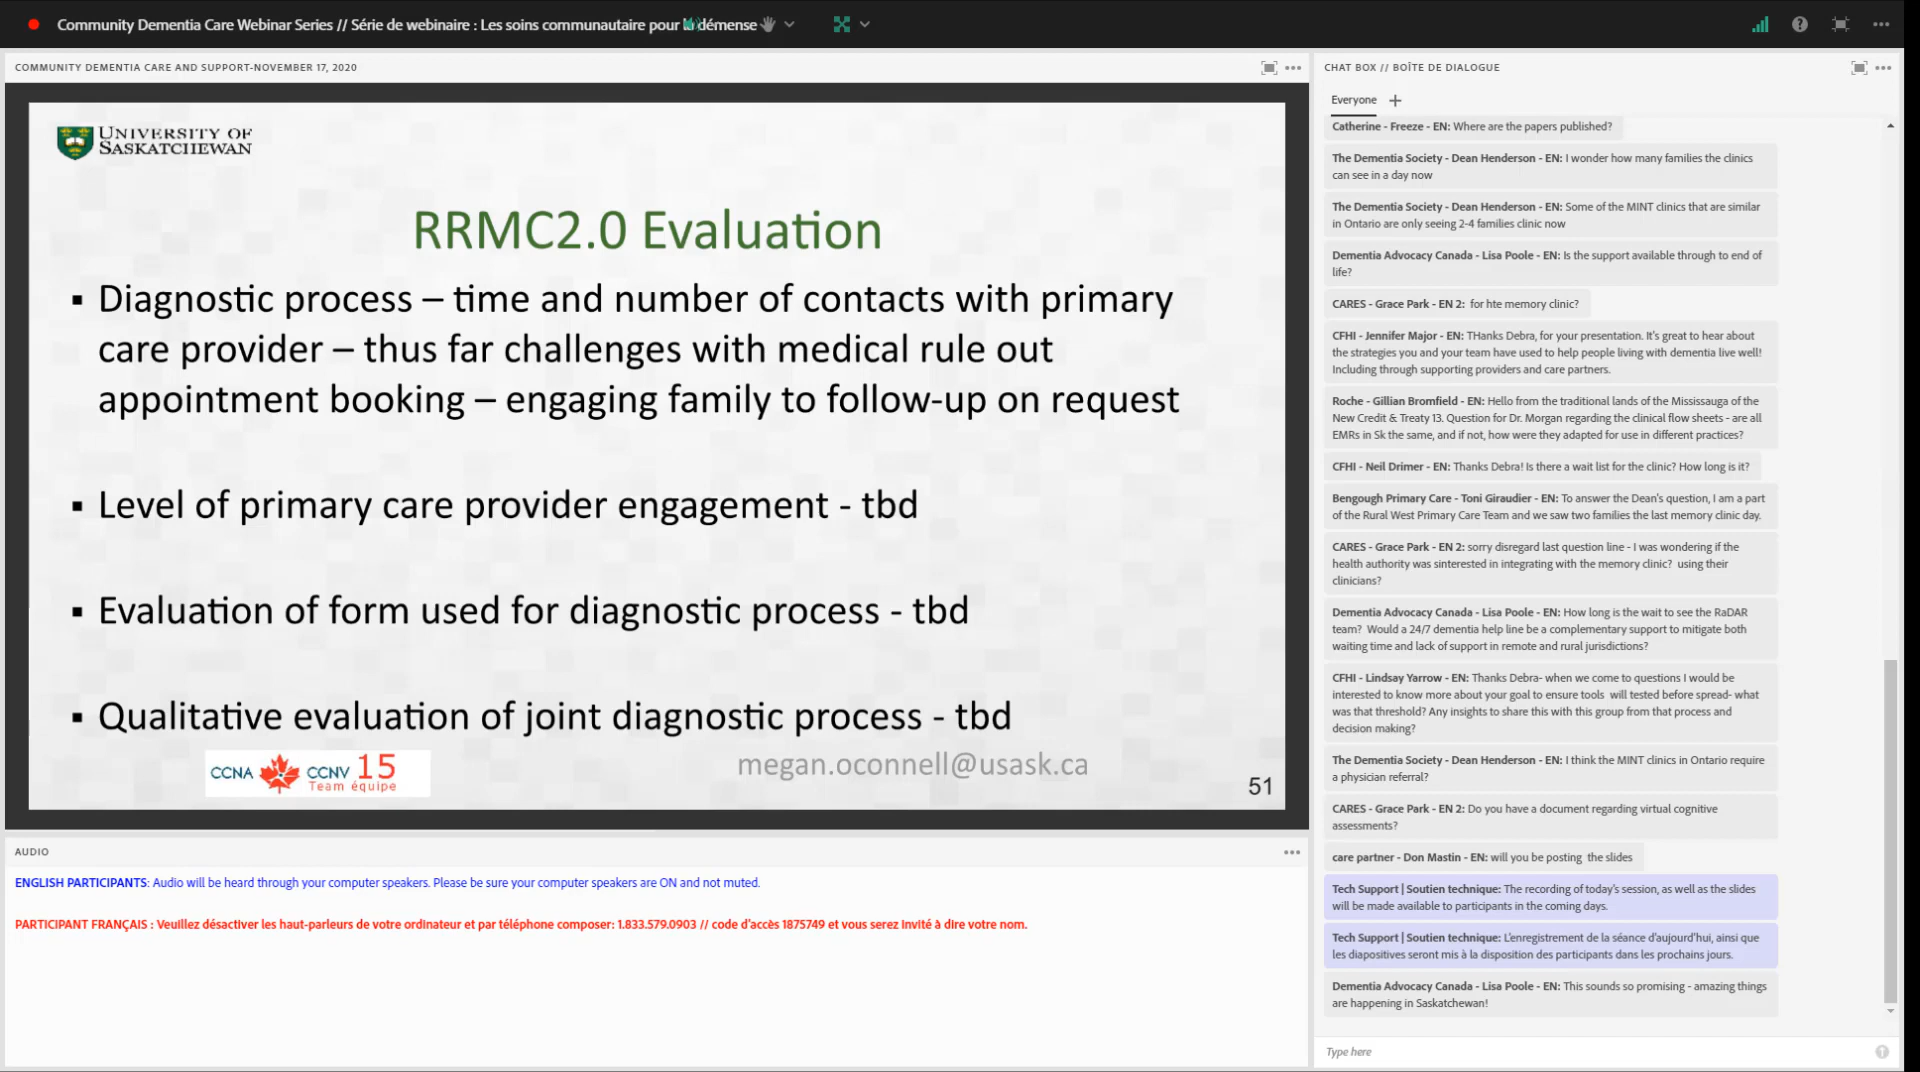 Community Dementia Care Webinar Series // Série de webinaire : Les soins communautaire pour la démense
COMMUNITY DEMENTIA CARE AND SUPPORT-NOVEMBER 17, 2020
UNIVERSITY OF
SASKATCHEWAN
RRMC2.0 Evaluation
▪ Diagnostic process – time and number of contacts with primary
care provider – thus far challenges with medical rule out
appointment booking – engaging family to follow-up on request
▪ Level of primary care provider engagement - tbd
▪ Evaluation of form used for diagnostic process - tbd
▪ Qualitative evaluation of joint diagnostic process - tbd
CCNA CCNV 15
Team équipe
megan.oconnell@usask.ca
51
AUDIO
ENGLISH PARTICIPANTS: Audio will be heard through your computer speakers. Please be sure your computer speakers are ON and not muted.
PARTICIPANT FRANÇAIS : Veuillez désactiver les haut-parleurs de votre ordinateur et par téléphone composer: 1.833.579.0903 // code d'accès 1875749 et vous serez invité à dire votre nom.
CHAT BOX // BOÎTE DE DIALOGUE
Everyone
Catherine - Freeze - EN: Where are the papers published?
The Dementia Society - Dean Henderson - EN: I wonder how many families the clinics
can see in a day now
The Dementia Society - Dean Henderson - EN: Some of the MINT clinics that are similar
in Ontario are only seeing 2-4 families clinic now
Dementia Advocacy Canada - Lisa Poole - EN: Is the support available through to end of
life?
CARES - Grace Park - EN 2: for hte memory clinic?
CFHI - Jennifer Major - EN: THanks Debra, for your presentation. It's great to hear about
the strategies you and your team have used to help people living with dementia live well!
Including through supporting providers and care partners.
Roche - Gillian Bromfield - EN: Hello from the traditional lands of the Mississauga of the
New Credit & Treaty 13. Question for Dr. Morgan regarding the clinical flow sheets - are all
EMRs in Sk the same, and if not, how were they adapted for use in different practices?
CFHI - Neil Drimer - EN: Thanks Debra! Is there a wait list for the clinic? How long is it?
Bengough Primary Care - Toni Giraudier - EN: To answer the Dean's question, I am a part
of the Rural West Primary Care Team and we saw two families the last memory clinic day.
CARES - Grace Park - EN 2: sorry disregard last question line - I was wondering if the
health authority was sinterested in integrating with the memory clinic? using their
clinicians?
Dementia Advocacy Canada - Lisa Poole - EN: How long is the wait to see the RaDAR
team? Would a 24/7 dementia help line be a complementary support to mitigate both
waiting time and lack of support in remote and rural jurisdictions?
CFHI - Lindsay Yarrow - EN: Thanks Debra- when we come to questions I would be
interested to know more about your goal to ensure tools will tested before spread- what
was that threshold? Any insights to share this with this group from that process and
decision making?
The Dementia Society - Dean Henderson - EN: I think the MINT clinics in Ontario require
a physician referral?
CARES - Grace Park - EN 2: Do you have a document regarding virtual cognitive
assessments?
care partner - Don Mastin - EN: will you be posting the slides
Tech Support | Soutien technique: The recording of today's session, as well as the slides
will be made available to participants in the coming days.
Tech Support | Soutien technique: L'enregistrement de la séance d'aujourd'hui, ainsi que
les diapositives seront mis à la disposition des participants dans les prochains jours.
Dementia Advocacy Canada - Lisa Poole - EN: This sounds so promising - amazing things
are happening in Saskatchewan!
Type here